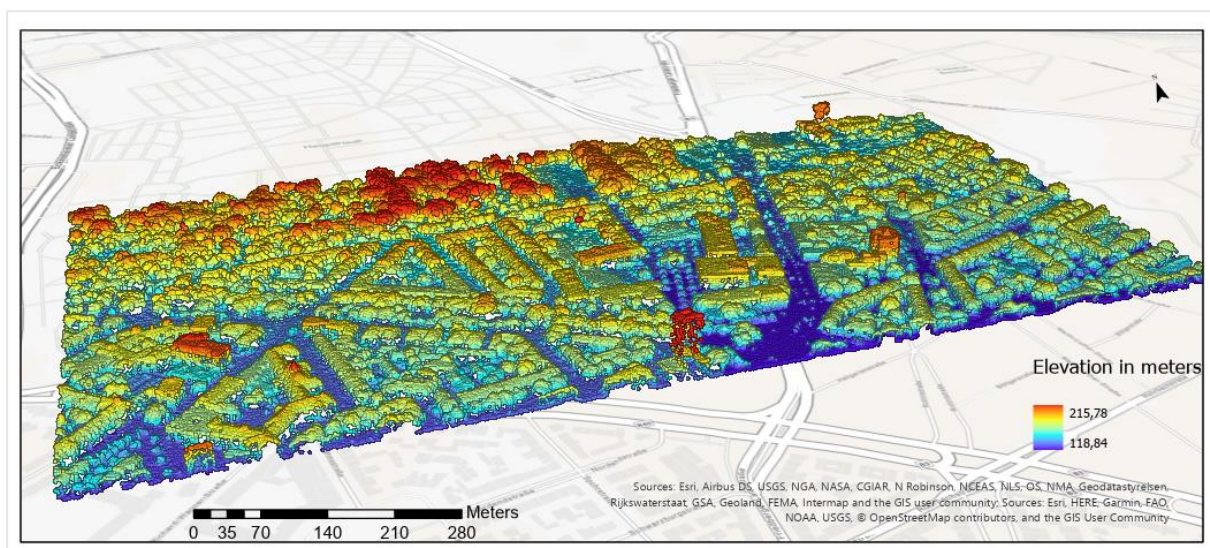 N
Elevation in meters
215,78
118,84
Sources: Esri, Airbus DS, USGS, NGA, NASA, CGIAR, N Robinson, NCEAS, NLS, OS, NMA, Geodatastyrelsen,
Rijkswaterstaat, GSA, Geoland, FEMA, Intermap and the GIS user community; Sources: Esri, HERE, Garmin, FAO,
NOAA, USGS, © OpenStreetMap contributors, and the GIS User Community
Meters
0 35 70 140 210 280